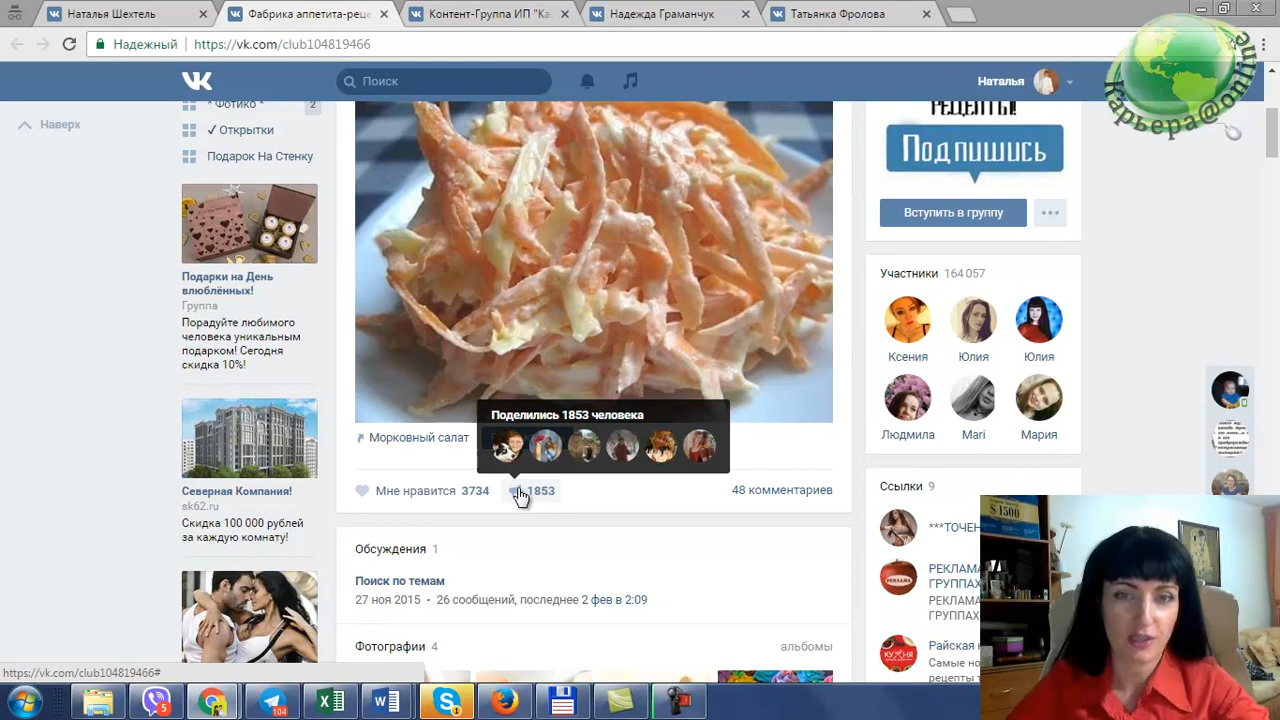 Наталья Шехтель
Фабрика аппетита-реце
Контент-Группа ИП "Ка
Надежда Граманчук
Татьянка Фролова
Надежный
https://vk.com/club104819466
Поиск
Наталья
Карьера@online
Наверх
* Фотико *
2
✓ Открытки
Подарок На Стенку
Подарки на День
влюблённых!
Группа
Порадуйте любимого
человека уникальным
подарком! Сегодня
скидка 10%!
Северная Компания!
sk62.ru
Скидка 100 000 рублей
за каждую комнату!
Поделились 1853 человека
Морковный салат
Мне нравится 3734
1853
48 комментариев
Обсуждения 1
Поиск по темам
27 ноя 2015 • 26 сообщений, последнее 2 фев в 2:09
Фотографии 4
альбомы
РЕЦЕПТЫ!
Подпишись
Вступить в группу
Участники 164 057
Ксения
Юлия
Юлия
Людмила
Mari
Мария
Ссылки 9
***ТОЧЕН
РЕКЛАМА
ГРУППАХ
РЕКЛАМА
ГРУППАХ
Райская к
Самые но
рецепты т
КУХНЯ
$ 1500
https://vk.com/club104819466#
5
104
1